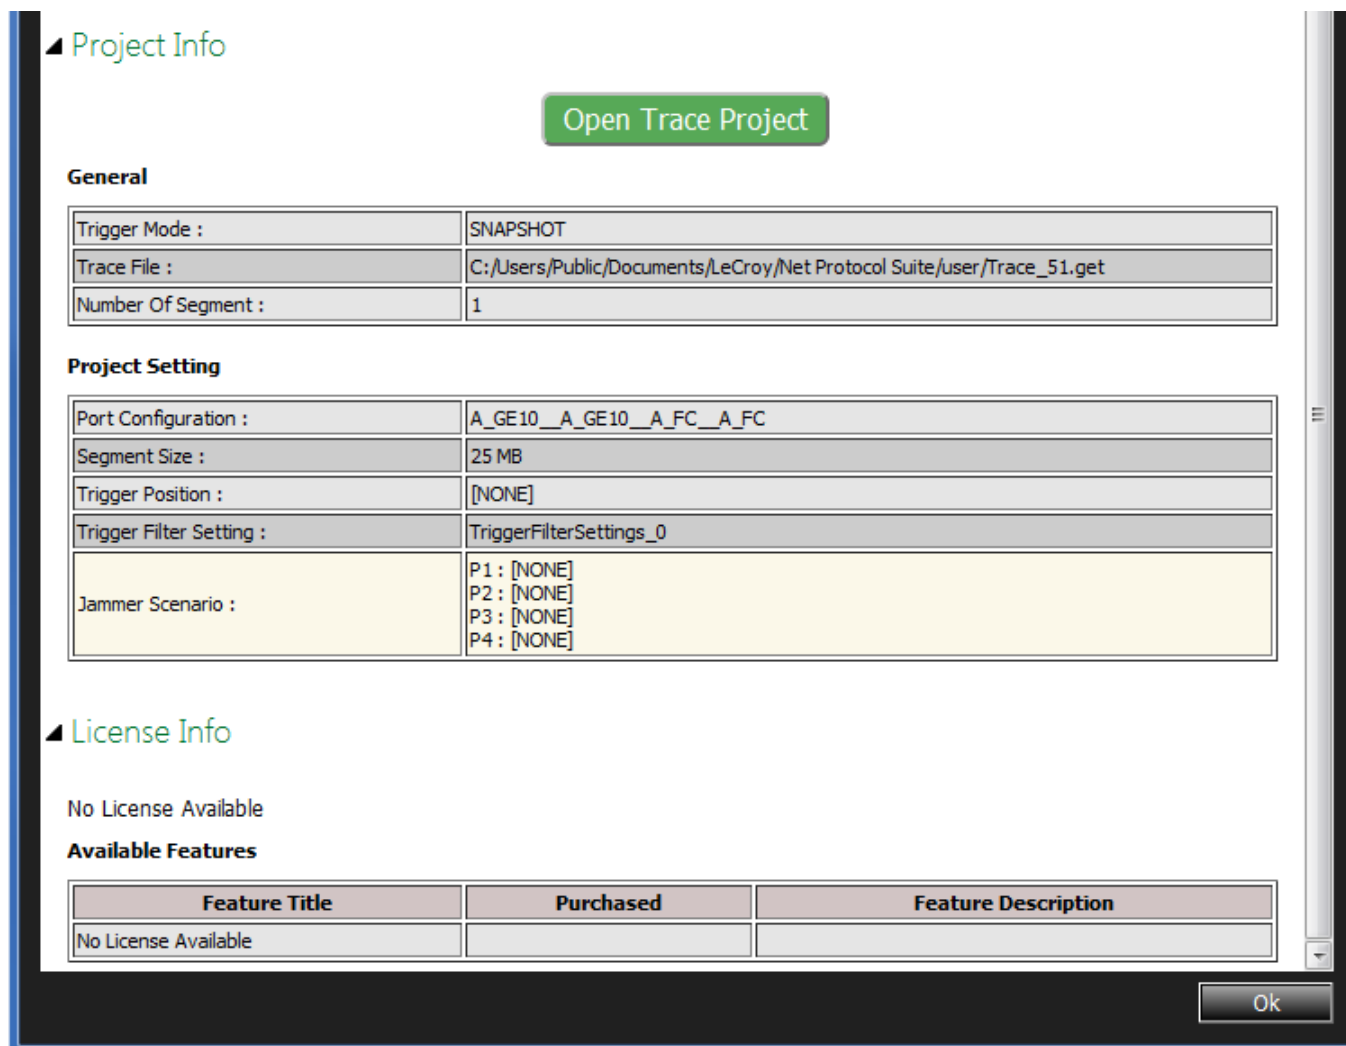 Project Info
Open Trace Project
General
Trigger Mode : SNAPSHOT
Trace File : C:/Users/Public/Documents/LeCroy/Net Protocol Suite/user/Trace_51.get
Number Of Segment : 1
Project Setting
Port Configuration : A_GE10__A_GE10__A_FC__A_FC
Segment Size : 25 MB
Trigger Position : [NONE]
Trigger Filter Setting : TriggerFilterSettings_0
Jammer Scenario : P1 : [NONE]
P2 : [NONE]
P3 : [NONE]
P4 : [NONE]
License Info
No License Available
Available Features
Feature Title Purchased Feature Description
No License Available
Ok